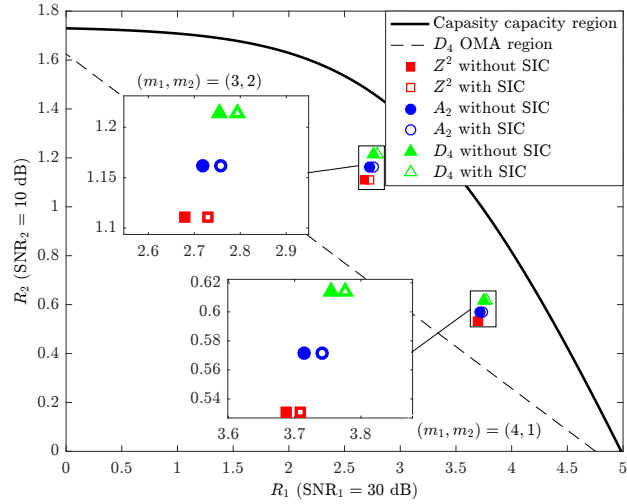 1.8
1.6
1.4
1.2
1
0.8
0.6
0.4
0.2
0
R₂ (SNR₂ = 10 dB)
Capasity capacity region
D₄ OMA region
Z² without SIC
Z² with SIC
A₂ without SIC
A₂ with SIC
D₄ without SIC
D₄ with SIC
(m₁, m₂) = (3, 2)
1.2
1.15
1.1
2.6 2.7 2.8 2.9
0.62
0.6
0.58
0.56
0.54
3.6 3.7 3.8
(m₁, m₂) = (4, 1)
0 0.5 1 1.5 2 2.5 3 3.5 4 4.5 5
R₁ (SNR₁ = 30 dB)